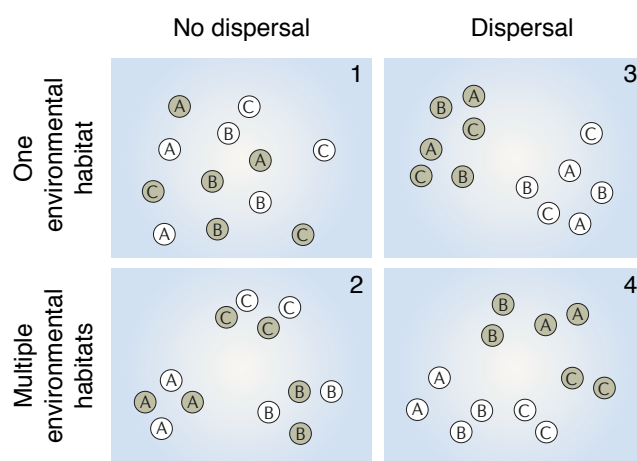 No dispersal
Dispersal
One
environmental
habitat
1
A C
B
A A C
C B
B
A B C
3
B A
C C
A A
C B B B
C A
Multiple
environmental
habitats
2
C C
C C
A B B
A A B
A B
4
B A
B A
A C C
A B C
B C